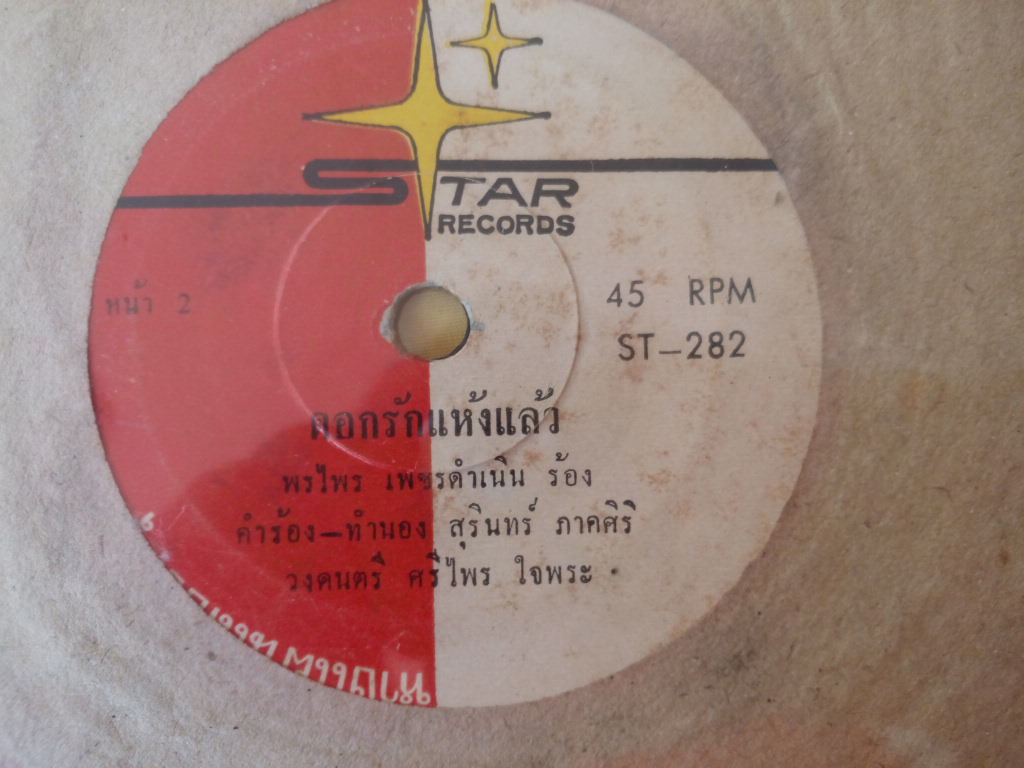 STAR
RECORDS
หน้า 2
45 RPM
ST-282
ดอกรักแห้งแล้ว
พรไพร เพชรดำเนิน ร้อง
คำร้อง-ทำนอง สุรินทร์ ภาคศิริ
วงดนตรี ศรีไพร ใจพระ